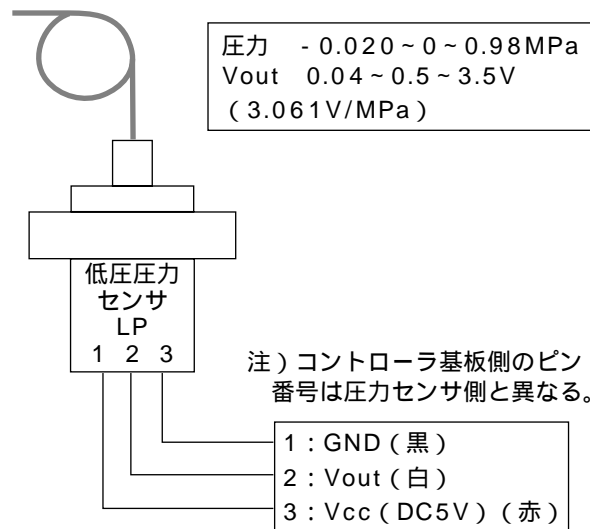 圧力 - 0.020~0~0.98MPa
Vout 0.04~0.5~3.5V
(3.061V/MPa)
低圧圧力
センサ
LP
1 2 3
注)コントローラ基板側のピン
番号は圧力センサ側と異なる。
1:GND(黒)
2:Vout(白)
3:Vcc(DC5V)(赤)